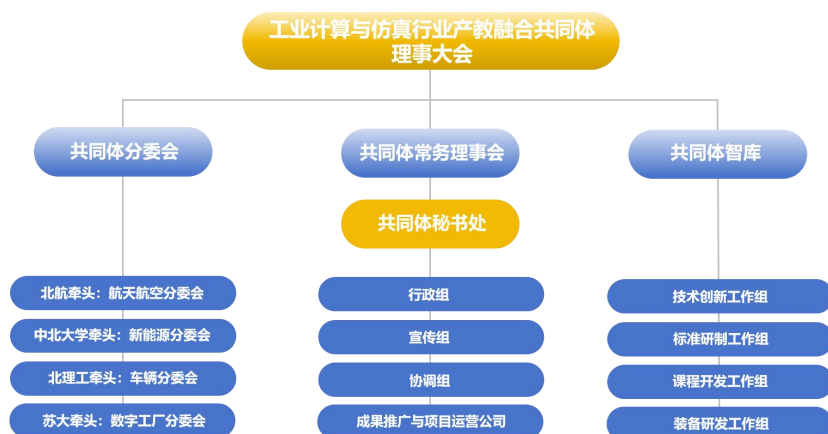 工业计算与仿真行业产教融合共同体
理事大会
共同体分委会
共同体常务理事会
共同体智库
共同体秘书处
北航牵头：航天航空分委会
中北大学牵头：新能源分委会
北理工牵头：车辆分委会
苏大牵头：数字工厂分委会
行政组
宣传组
协调组
成果推广与项目运营公司
技术创新工作组
标准研制工作组
课程开发工作组
装备研发工作组